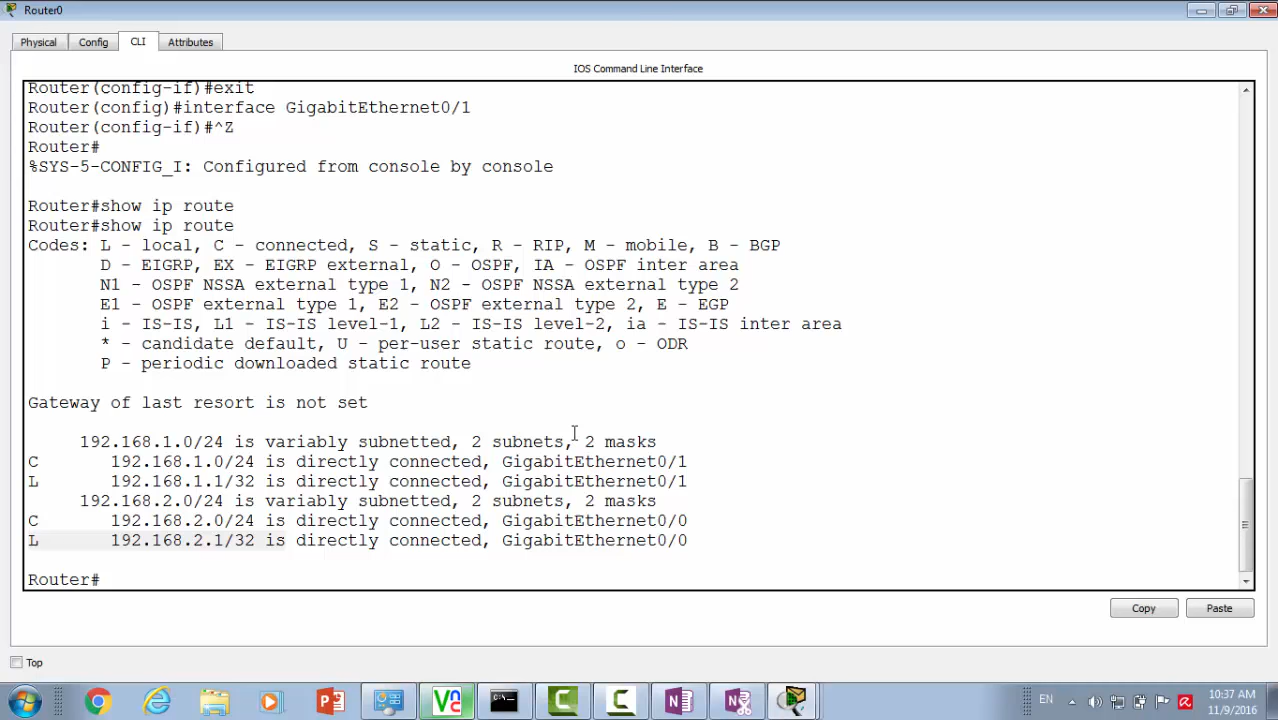 Router0
Physical Config CLI Attributes
IOS Command Line Interface
Router(config-if)#exit
Router(config)#interface GigabitEthernet0/1
Router(config-if)#^Z
Router#
%SYS-5-CONFIG_I: Configured from console by console
Router#show ip route
Router#show ip route
Codes: L - local, C - connected, S - static, R - RIP, M - mobile, B - BGP
D - EIGRP, EX - EIGRP external, O - OSPF, IA - OSPF inter area
N1 - OSPF NSSA external type 1, N2 - OSPF NSSA external type 2
E1 - OSPF external type 1, E2 - OSPF external type 2, E - EGP
i - IS-IS, L1 - IS-IS level-1, L2 - IS-IS level-2, ia - IS-IS inter area
* - candidate default, U - per-user static route, o - ODR
P - periodic downloaded static route
Gateway of last resort is not set
192.168.1.0/24 is variably subnetted, 2 subnets, 2 masks
C 192.168.1.0/24 is directly connected, GigabitEthernet0/1
L 192.168.1.1/32 is directly connected, GigabitEthernet0/1
192.168.2.0/24 is variably subnetted, 2 subnets, 2 masks
C 192.168.2.0/24 is directly connected, GigabitEthernet0/0
L 192.168.2.1/32 is directly connected, GigabitEthernet0/0
Router#
Copy Paste
Top
EN 10:37 AM
11/9/2016